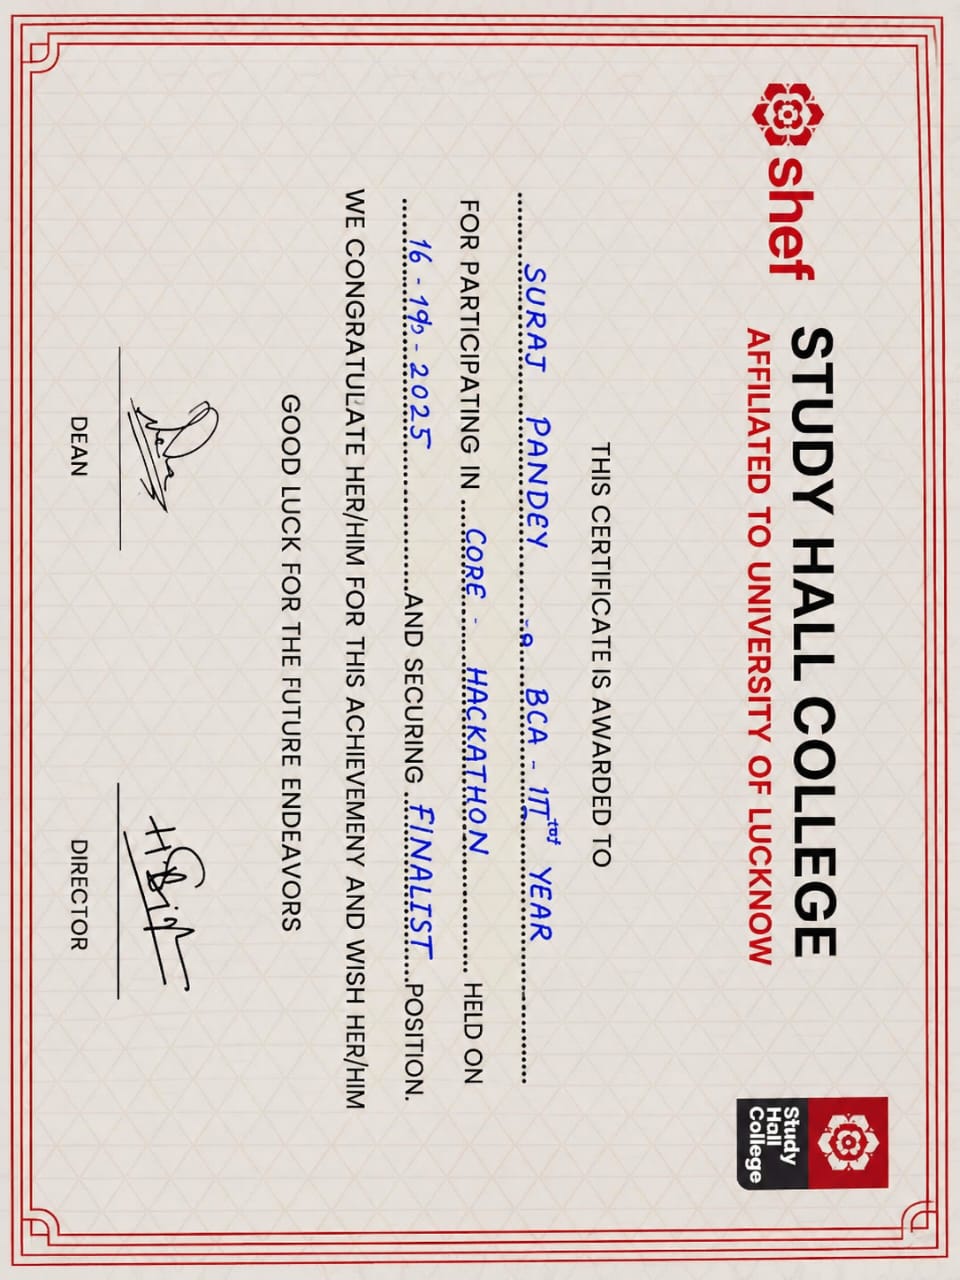 shef
STUDY HALL COLLEGE
AFFILIATED TO UNIVERSITY OF LUCKNOW
Study
Hall
College
THIS CERTIFICATE IS AWARDED TO
SURAJ PANDEY BCA - YEAR
FOR PARTICIPATING IN CORE - HACKATHON HELD ON
16 - - 2025 AND SECURING FINALIST POSITION.
WE CONGRATULATE HER/HIM FOR THIS ACHIEVEMENY AND WISH HER/HIM
GOOD LUCK FOR THE FUTURE ENDEAVORS
DEAN
DIRECTOR